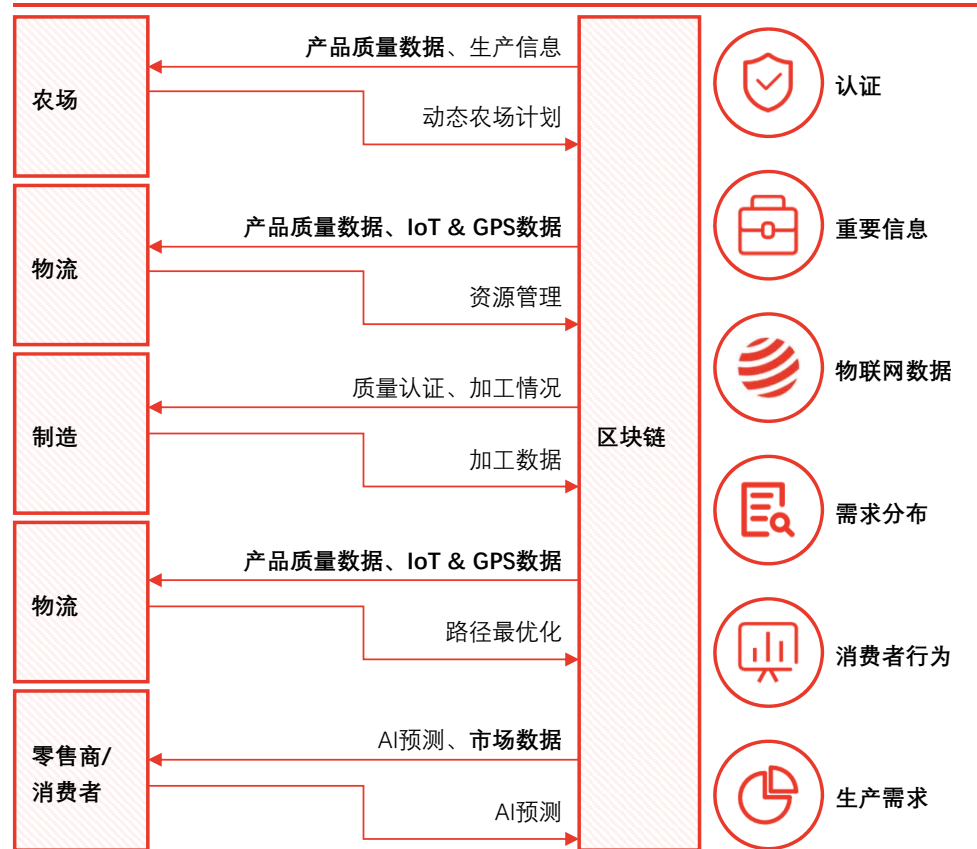 产品质量数据、生产信息
农场
动态农场计划
产品质量数据、IoT & GPS数据
物流
资源管理
质量认证、加工情况
制造
加工数据
产品质量数据、IoT & GPS数据
物流
路径最优化
AI预测、市场数据
零售商/
消费者
AI预测
区块链
认证
重要信息
物联网数据
需求分布
消费者行为
生产需求